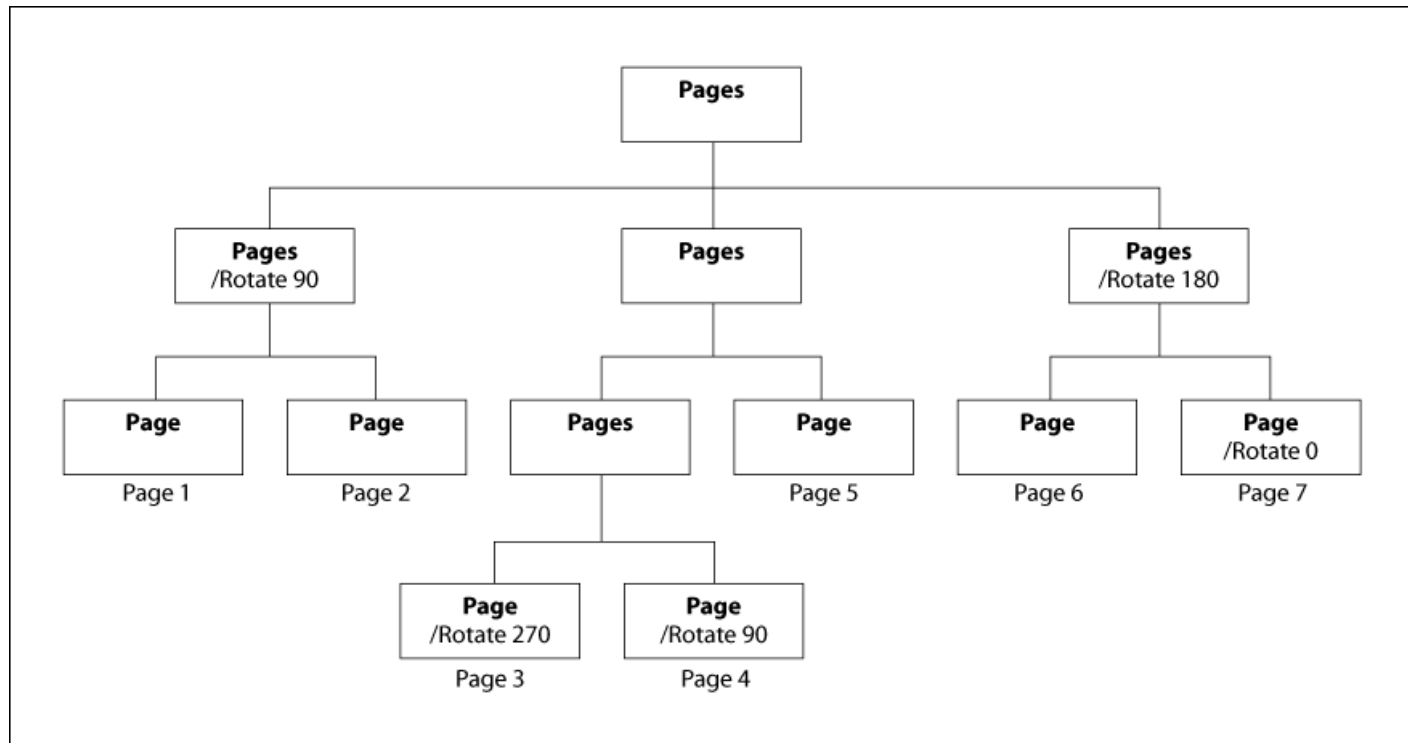 Pages
Pages
/Rotate 90
Pages
Pages
/Rotate 180
Page
Page 1
Page
Page 2
Pages
Page
Page 5
Page
Page 6
Page
/Rotate 0
Page 7
Page
/Rotate 270
Page 3
Page
/Rotate 90
Page 4